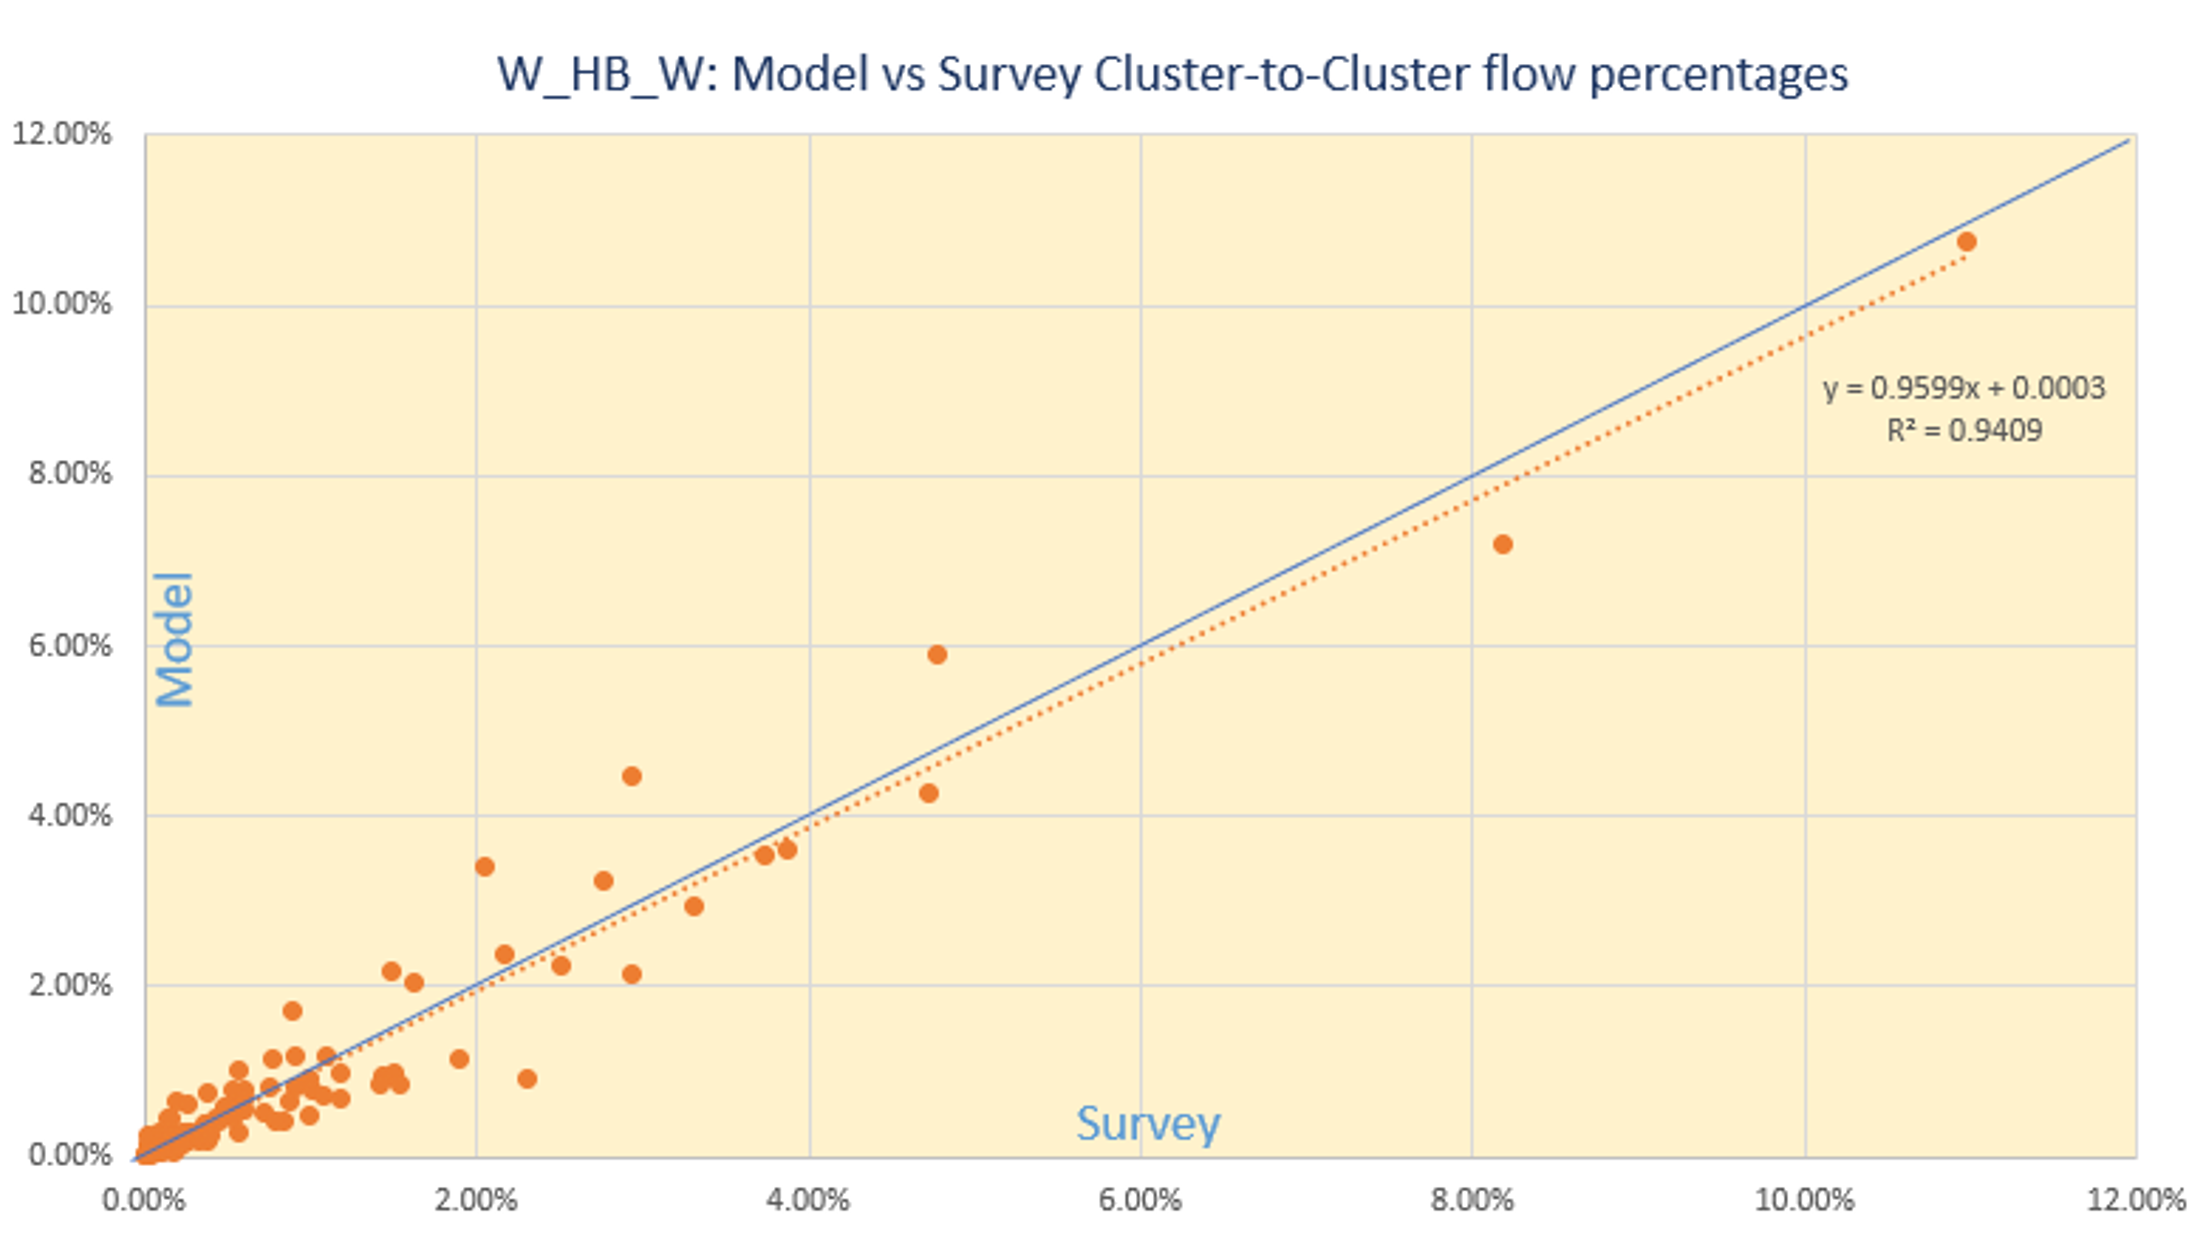 W_HB_W: Model vs Survey Cluster-to-Cluster flow percentages
12.00%
10.00%
8.00%
6.00%
4.00%
2.00%
0.00%
Model
y = 0.9599x + 0.0003
R² = 0.9409
Survey
0.00% 2.00% 4.00% 6.00% 8.00% 10.00% 12.00%